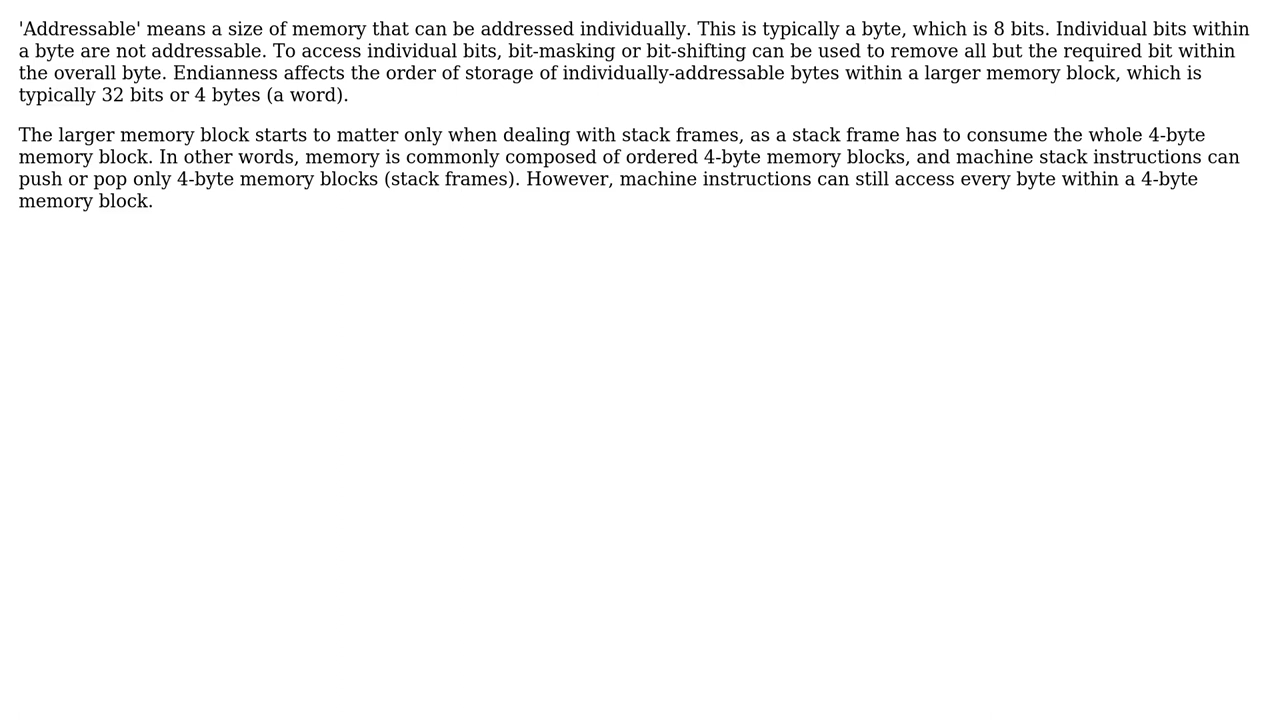 'Addressable' means a size of memory that can be addressed individually. This is typically a byte, which is 8 bits. Individual bits within
a byte are not addressable. To access individual bits, bit-masking or bit-shifting can be used to remove all but the required bit within
the overall byte. Endianness affects the order of storage of individually-addressable bytes within a larger memory block, which is
typically 32 bits or 4 bytes (a word).
The larger memory block starts to matter only when dealing with stack frames, as a stack frame has to consume the whole 4-byte
memory block. In other words, memory is commonly composed of ordered 4-byte memory blocks, and machine stack instructions can
push or pop only 4-byte memory blocks (stack frames). However, machine instructions can still access every byte within a 4-byte
memory block.